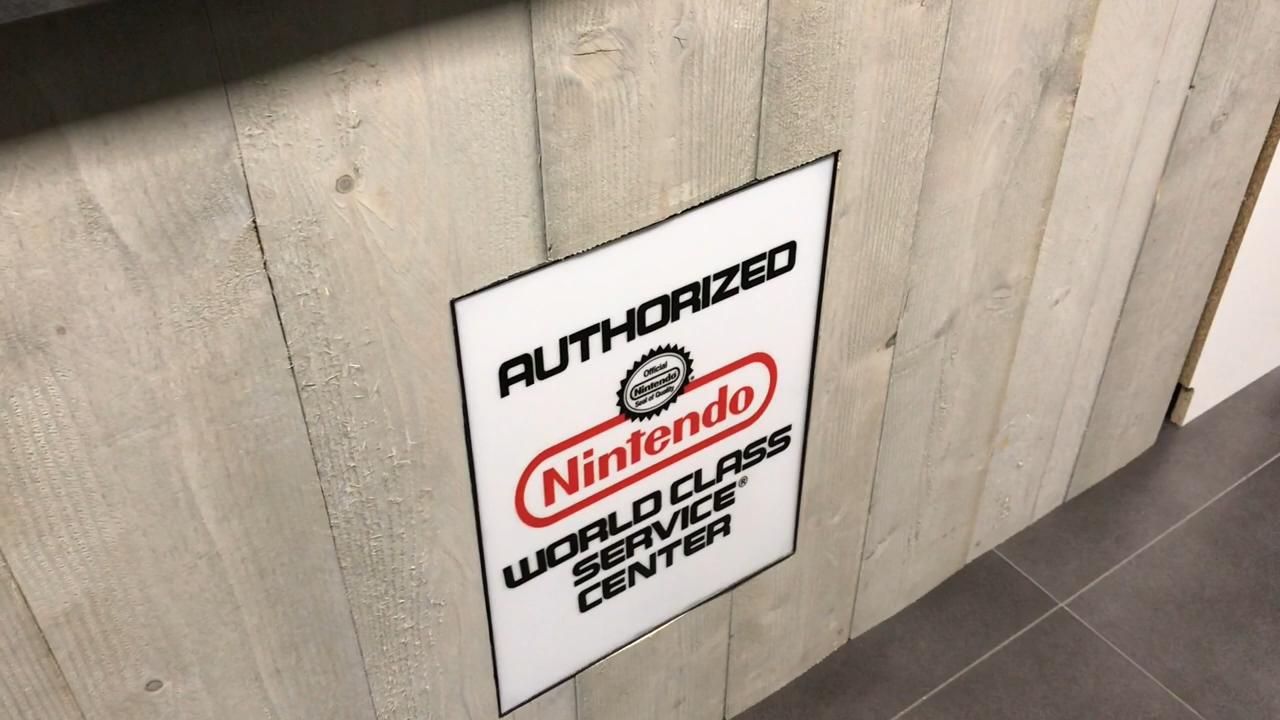 AUTHORIZED
Official
Nintendo
Seal of Quality
Nintendo
WORLD CLASS
SERVICE®
CENTER